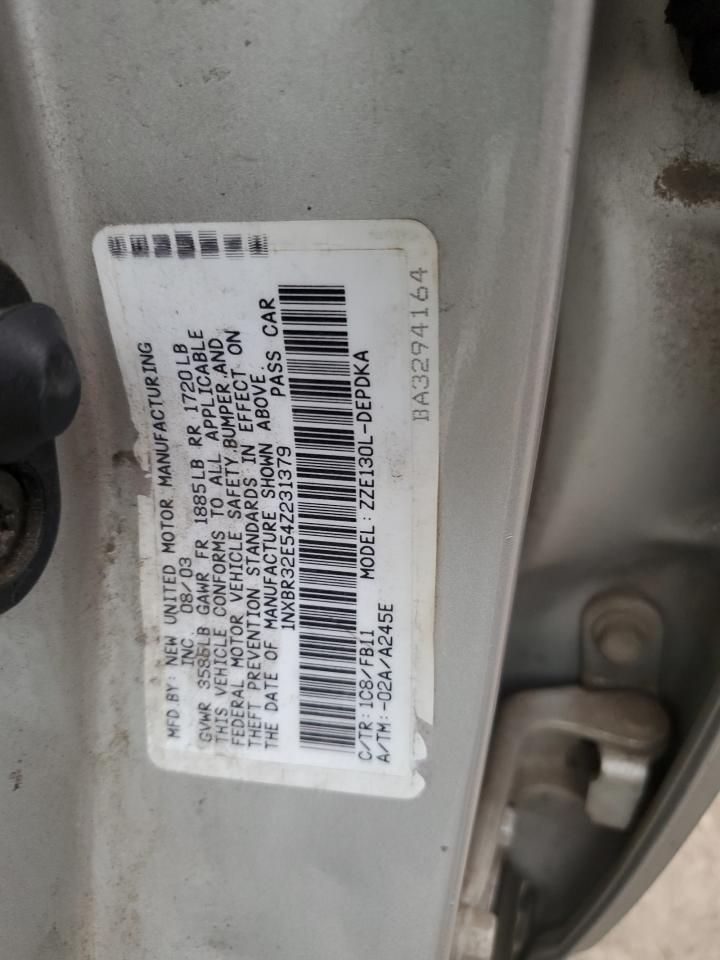 MFD BY: NEW UNITED MOTOR MANUFACTURING
INC. 08/03
GVWR 3585LB GAWR FR 1885LB RR 1720LB
THIS VEHICLE CONFORMS TO ALL APPLICABLE
FEDERAL MOTOR VEHICLE SAFETY,BUMPER,AND
THEFT PREVENTION STANDARDS IN EFFECT ON
THE DATE OF MANUFACTURE SHOWN ABOVE.
1NXBR32E54Z231379 PASS CAR
C/TR:1C8/FB11 MODEL:ZZE130L-DEPDKA
A/TM:-02A/A245E
BA3294164